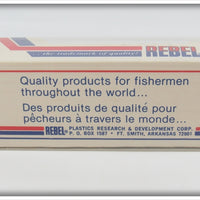 ... the trademark of quality! REBEL
Quality products for fishermen
throughout the world...
Des produits de qualité pour
pêcheurs à travers le monde...
REBEL PLASTICS RESEARCH & DEVELOPMENT CORP.
P. O. BOX 1587 • FT. SMITH, ARKANSAS 72901